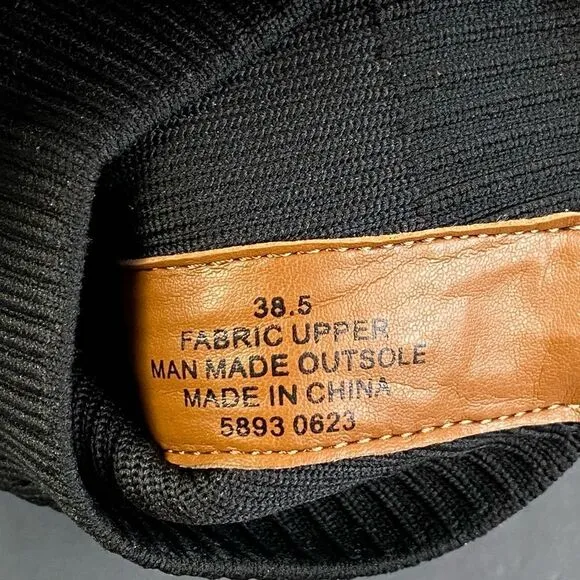 38.5
FABRIC UPPER
MAN MADE OUTSOLE
MADE IN CHINA
5893 0623